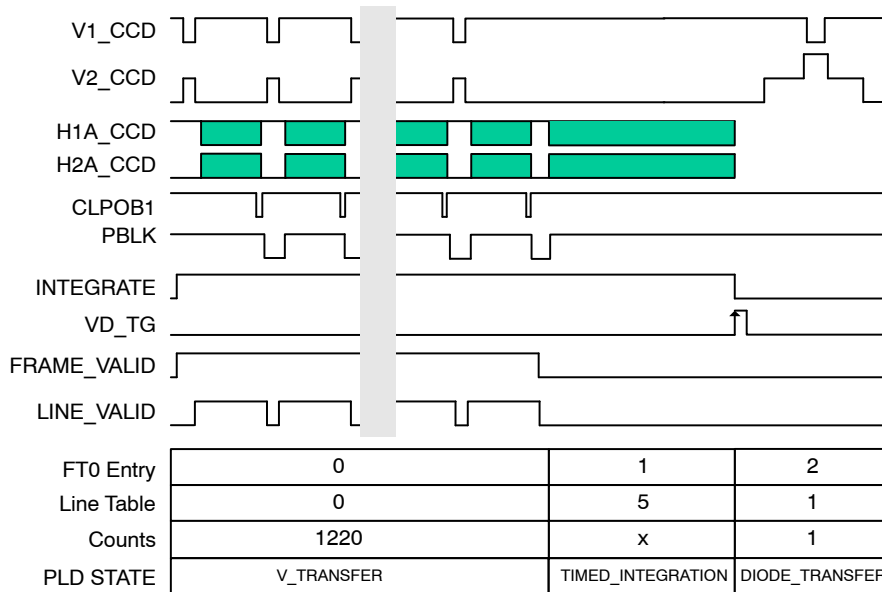 V1_CCD
V2_CCD
H1A_CCD
H2A_CCD
CLPOB1
PBLK
INTEGRATE
VD_TG
FRAME_VALID
LINE_VALID
FT0 Entry 0 1 2
Line Table 0 5 1
Counts 1220 x 1
PLD STATE V_TRANSFER TIMED_INTEGRATION DIODE_TRANSFER